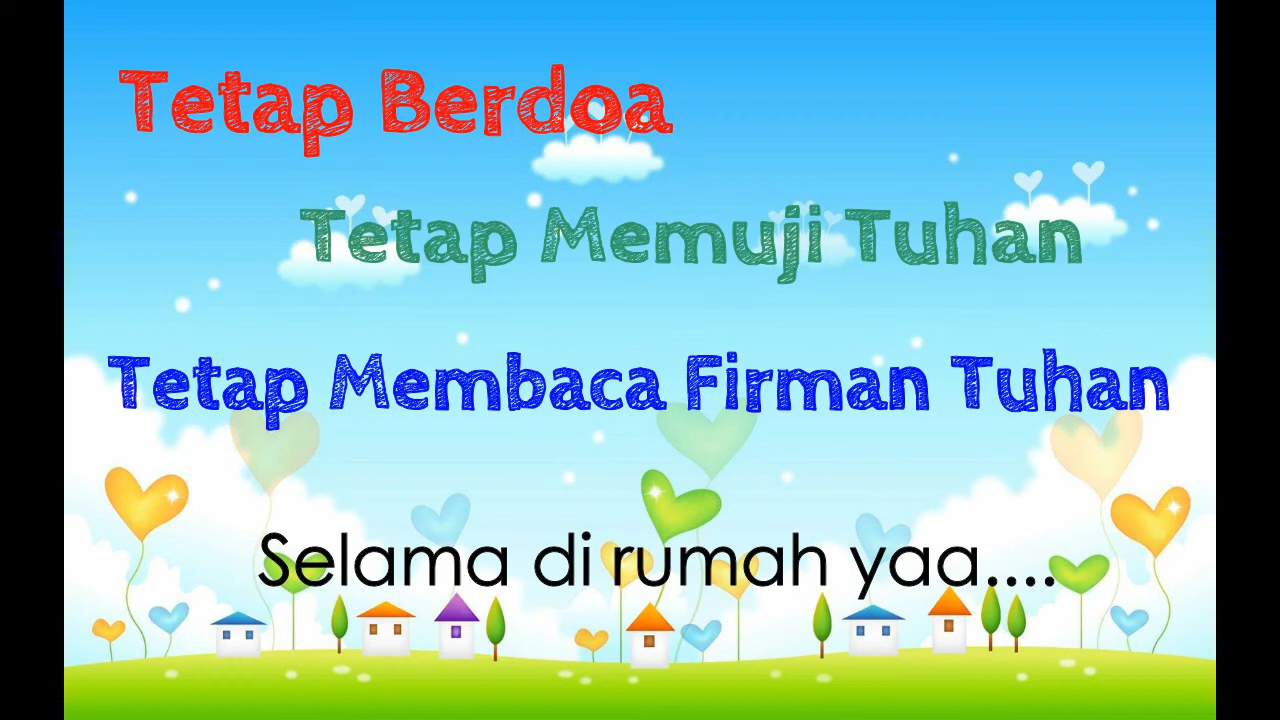 Tetap Berdoa
Tetap Memuji Tuhan
Tetap Membaca Firman Tuhan
Selama di rumah yaa....